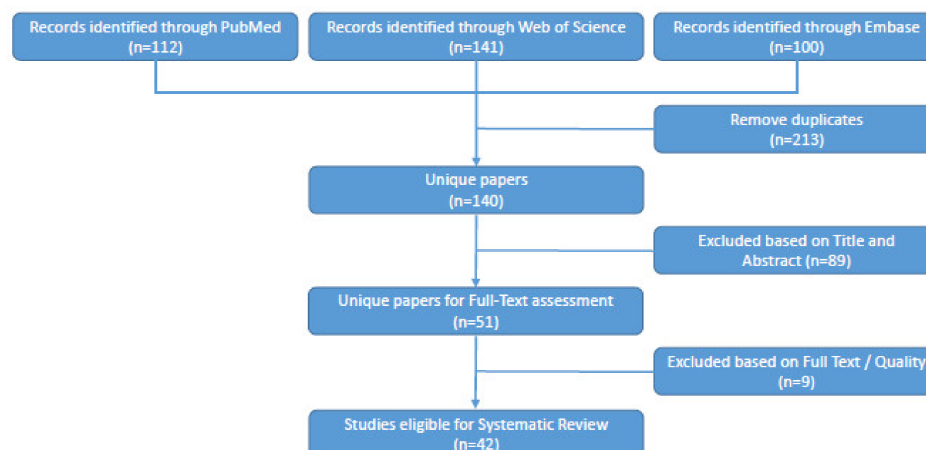 Records identified through PubMed
(n=112)
Records identified through Web of Science
(n=141)
Records identified through Embase
(n=100)
Remove duplicates
(n=213)
Unique papers
(n=140)
Excluded based on Title and
Abstract (n=89)
Unique papers for Full-Text assessment
(n=51)
Excluded based on Full Text / Quality
(n=9)
Studies eligible for Systematic Review
(n=42)